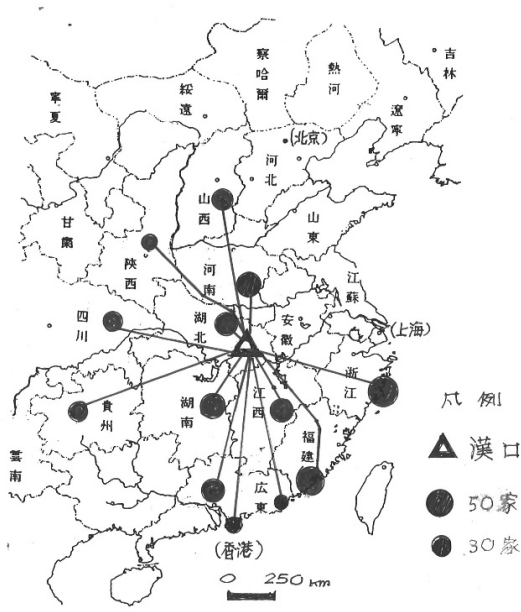 吉林
察哈爾
熱河
綏遠
寧夏
遼寧
(北京)
河北
山西
山東
甘肅
陝西
河南
江蘇
四川
湖北
安徽
(上海)
浙江
貴州
湖南
江西
福建
雲南
広東
(香港)
0 250 km
凡例
漢口
50家
30家